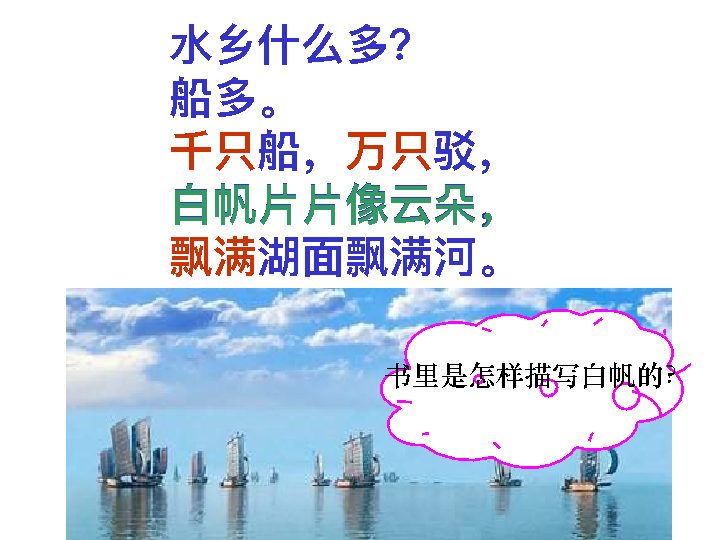 水乡什么多？
船多。
千只船，万只驳，
白帆片片像云朵，
飘满湖面飘满河。
书里是怎样描写白帆的?